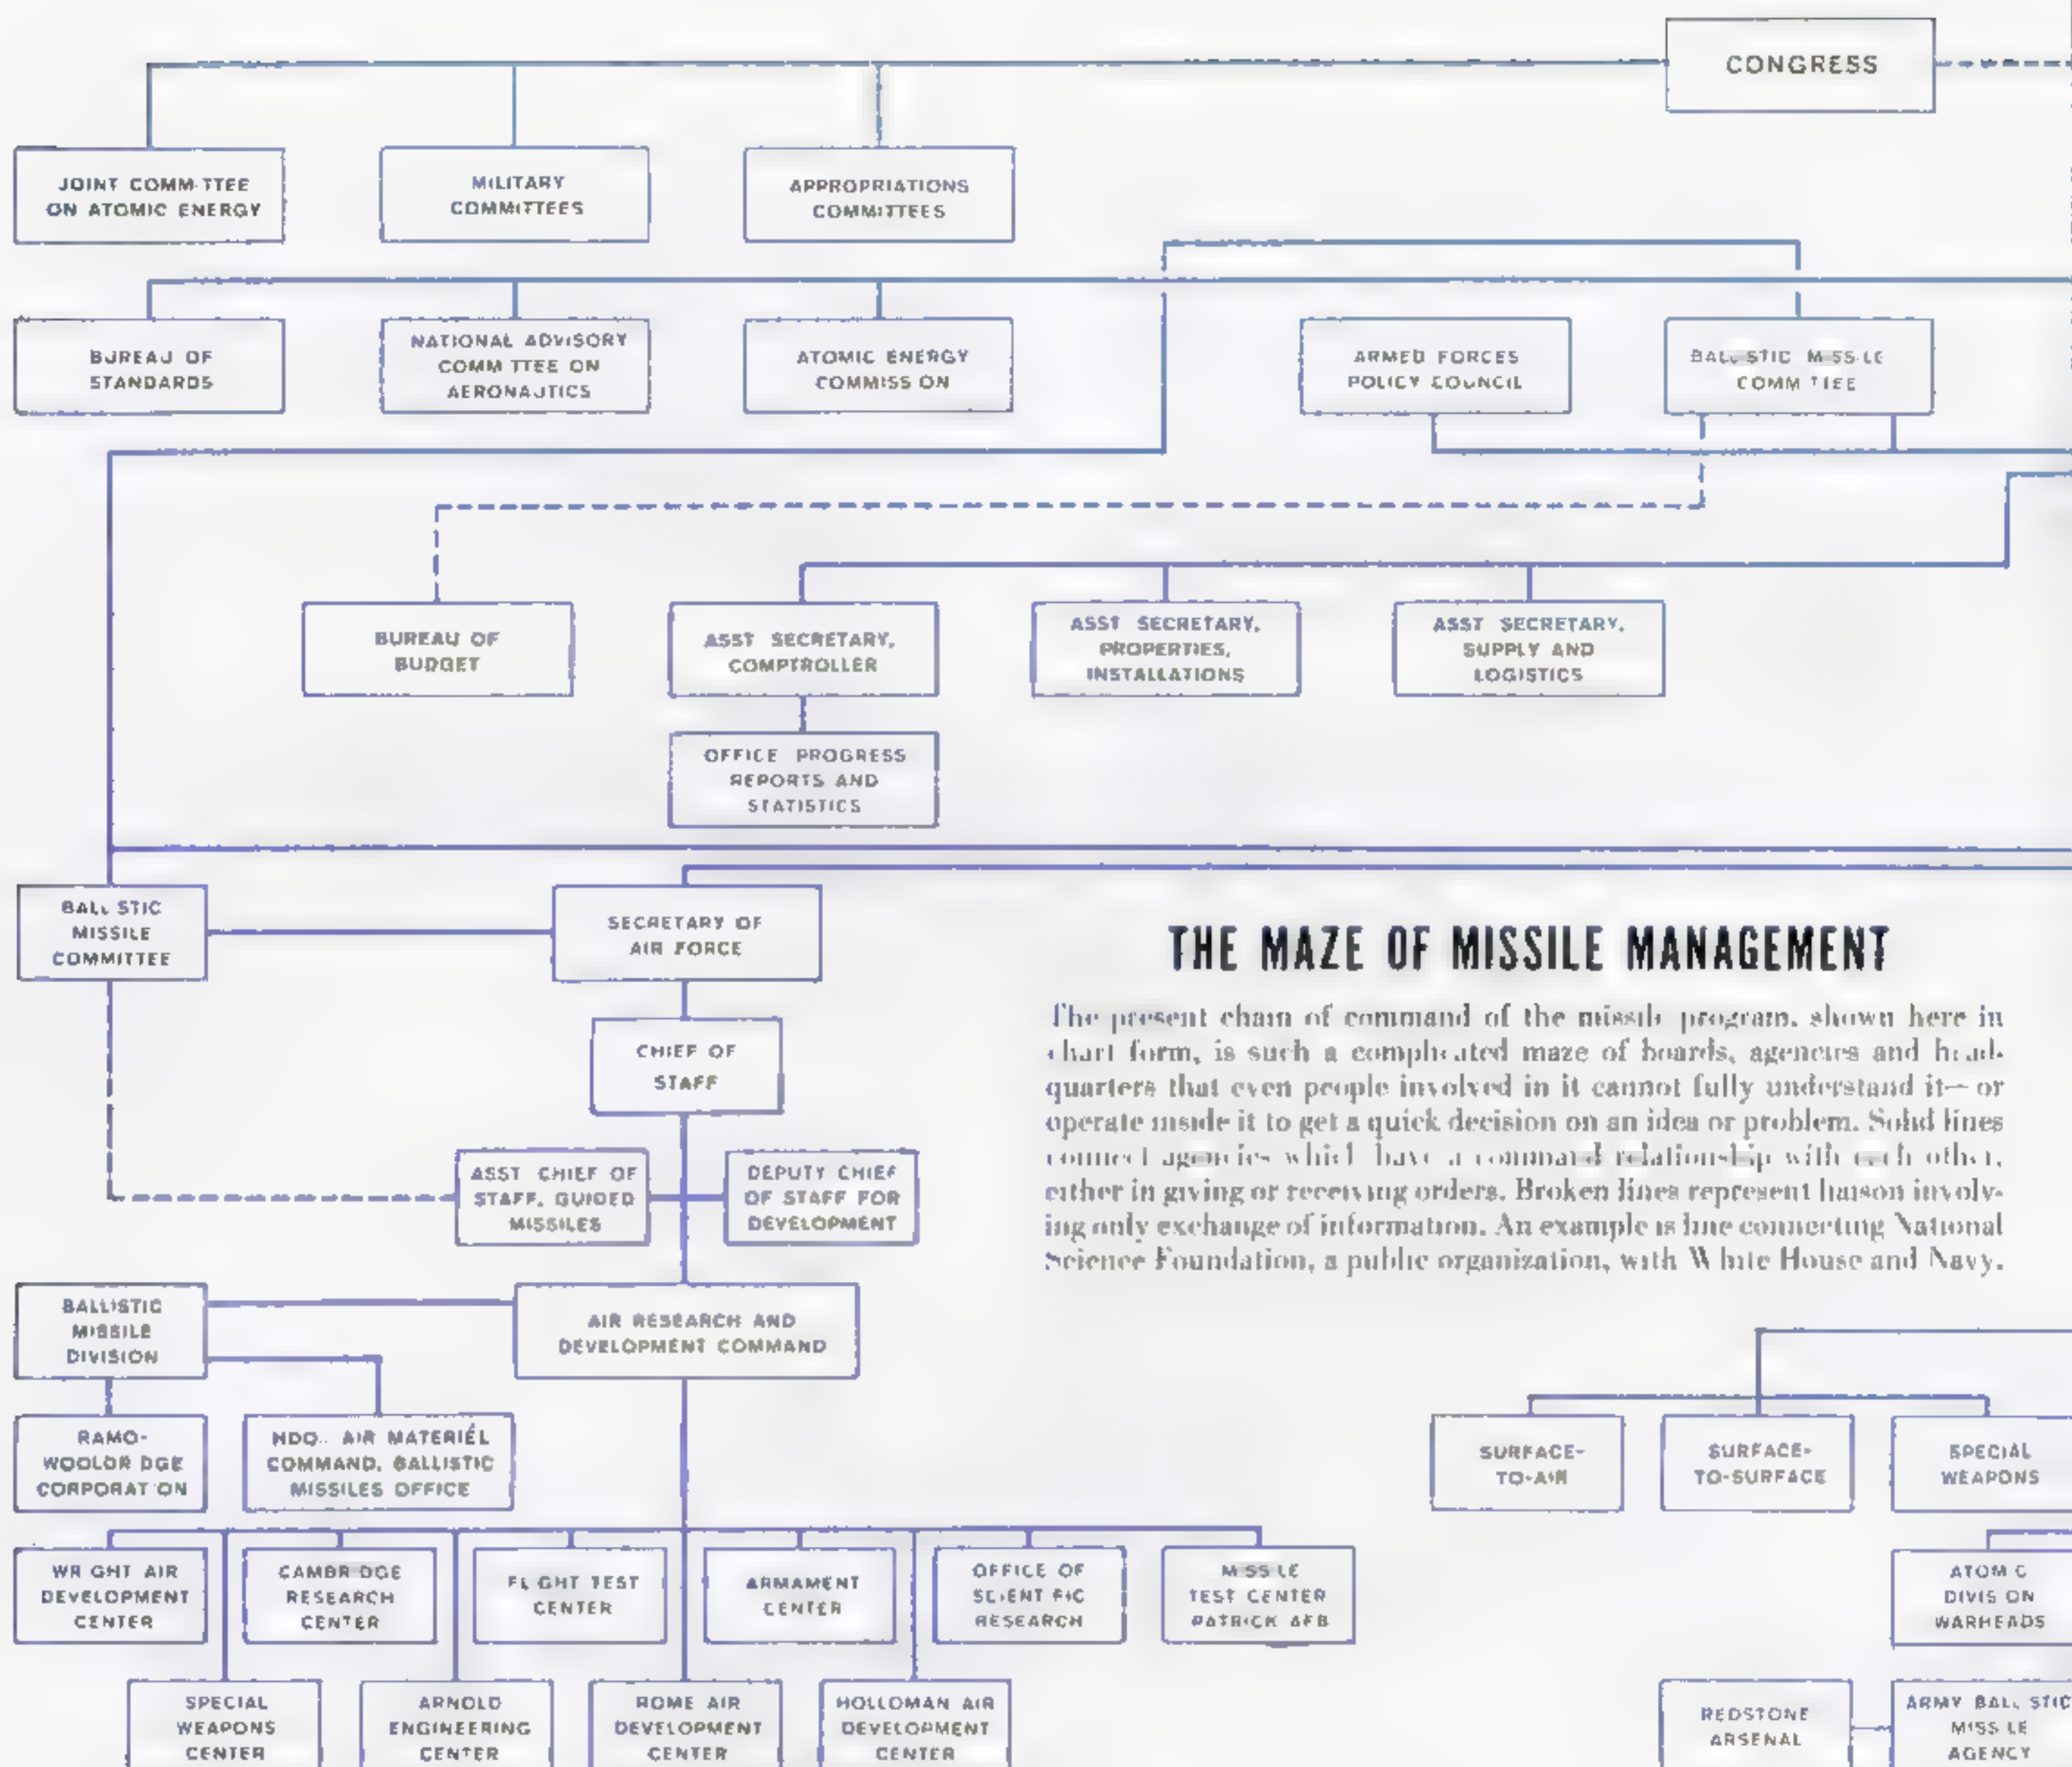 CONGRESS
JOINT COMMITTEE
ON ATOMIC ENERGY
MILITARY
COMMITTEES
APPROPRIATIONS
COMMITTEES
BUREAU OF
STANDARDS
NATIONAL ADVISORY
COMMITTEE ON
AERONAUTICS
ATOMIC ENERGY
COMMISSION
ARMED FORCES
POLICY COUNCIL
BALLISTIC MISSILE
COMMITTEE
BUREAU OF
BUDGET
ASST SECRETARY,
COMPTROLLER
ASST SECRETARY,
PROPERTIES,
INSTALLATIONS
ASST SECRETARY,
SUPPLY AND
LOGISTICS
OFFICE PROGRESS
REPORTS AND
STATISTICS
BALLISTIC
MISSILE
COMMITTEE
SECRETARY OF
AIR FORCE
THE MAZE OF MISSILE MANAGEMENT
The present chain of command of the missile program, shown here in
chart form, is such a complicated maze of boards, agencies and head-
quarters that even people involved in it cannot fully understand it—or
operate inside it to get a quick decision on an idea or problem. Solid lines
connect agencies which have a command relationship with each other,
either in giving or receiving orders. Broken lines represent liaison involv-
ing only exchange of information. An example is line connecting National
Science Foundation, a public organization, with White House and Navy.
CHIEF OF
STAFF
ASST CHIEF OF
STAFF, GUIDED
MISSILES
DEPUTY CHIEF
OF STAFF FOR
DEVELOPMENT
BALLISTIC
MISSILE
DIVISION
AIR RESEARCH AND
DEVELOPMENT COMMAND
RAMO-
WOOLDRIDGE
CORPORATION
HDQ., AIR MATERIÉL
COMMAND, BALLISTIC
MISSILES OFFICE
SURFACE-
TO-AIR
SURFACE-
TO-SURFACE
SPECIAL
WEAPONS
WRIGHT AIR
DEVELOPMENT
CENTER
CAMBRIDGE
RESEARCH
CENTER
FLIGHT TEST
CENTER
ARMAMENT
CENTER
OFFICE OF
SCIENTIFIC
RESEARCH
MISSILE
TEST CENTER
PATRICK AFB
ATOMIC
DIVISION
WARHEADS
SPECIAL
WEAPONS
CENTER
ARNOLD
ENGINEERING
CENTER
ROME AIR
DEVELOPMENT
CENTER
HOLLOMAN AIR
DEVELOPMENT
CENTER
REDSTONE
ARSENAL
ARMY BALLISTIC
MISSILE
AGENCY